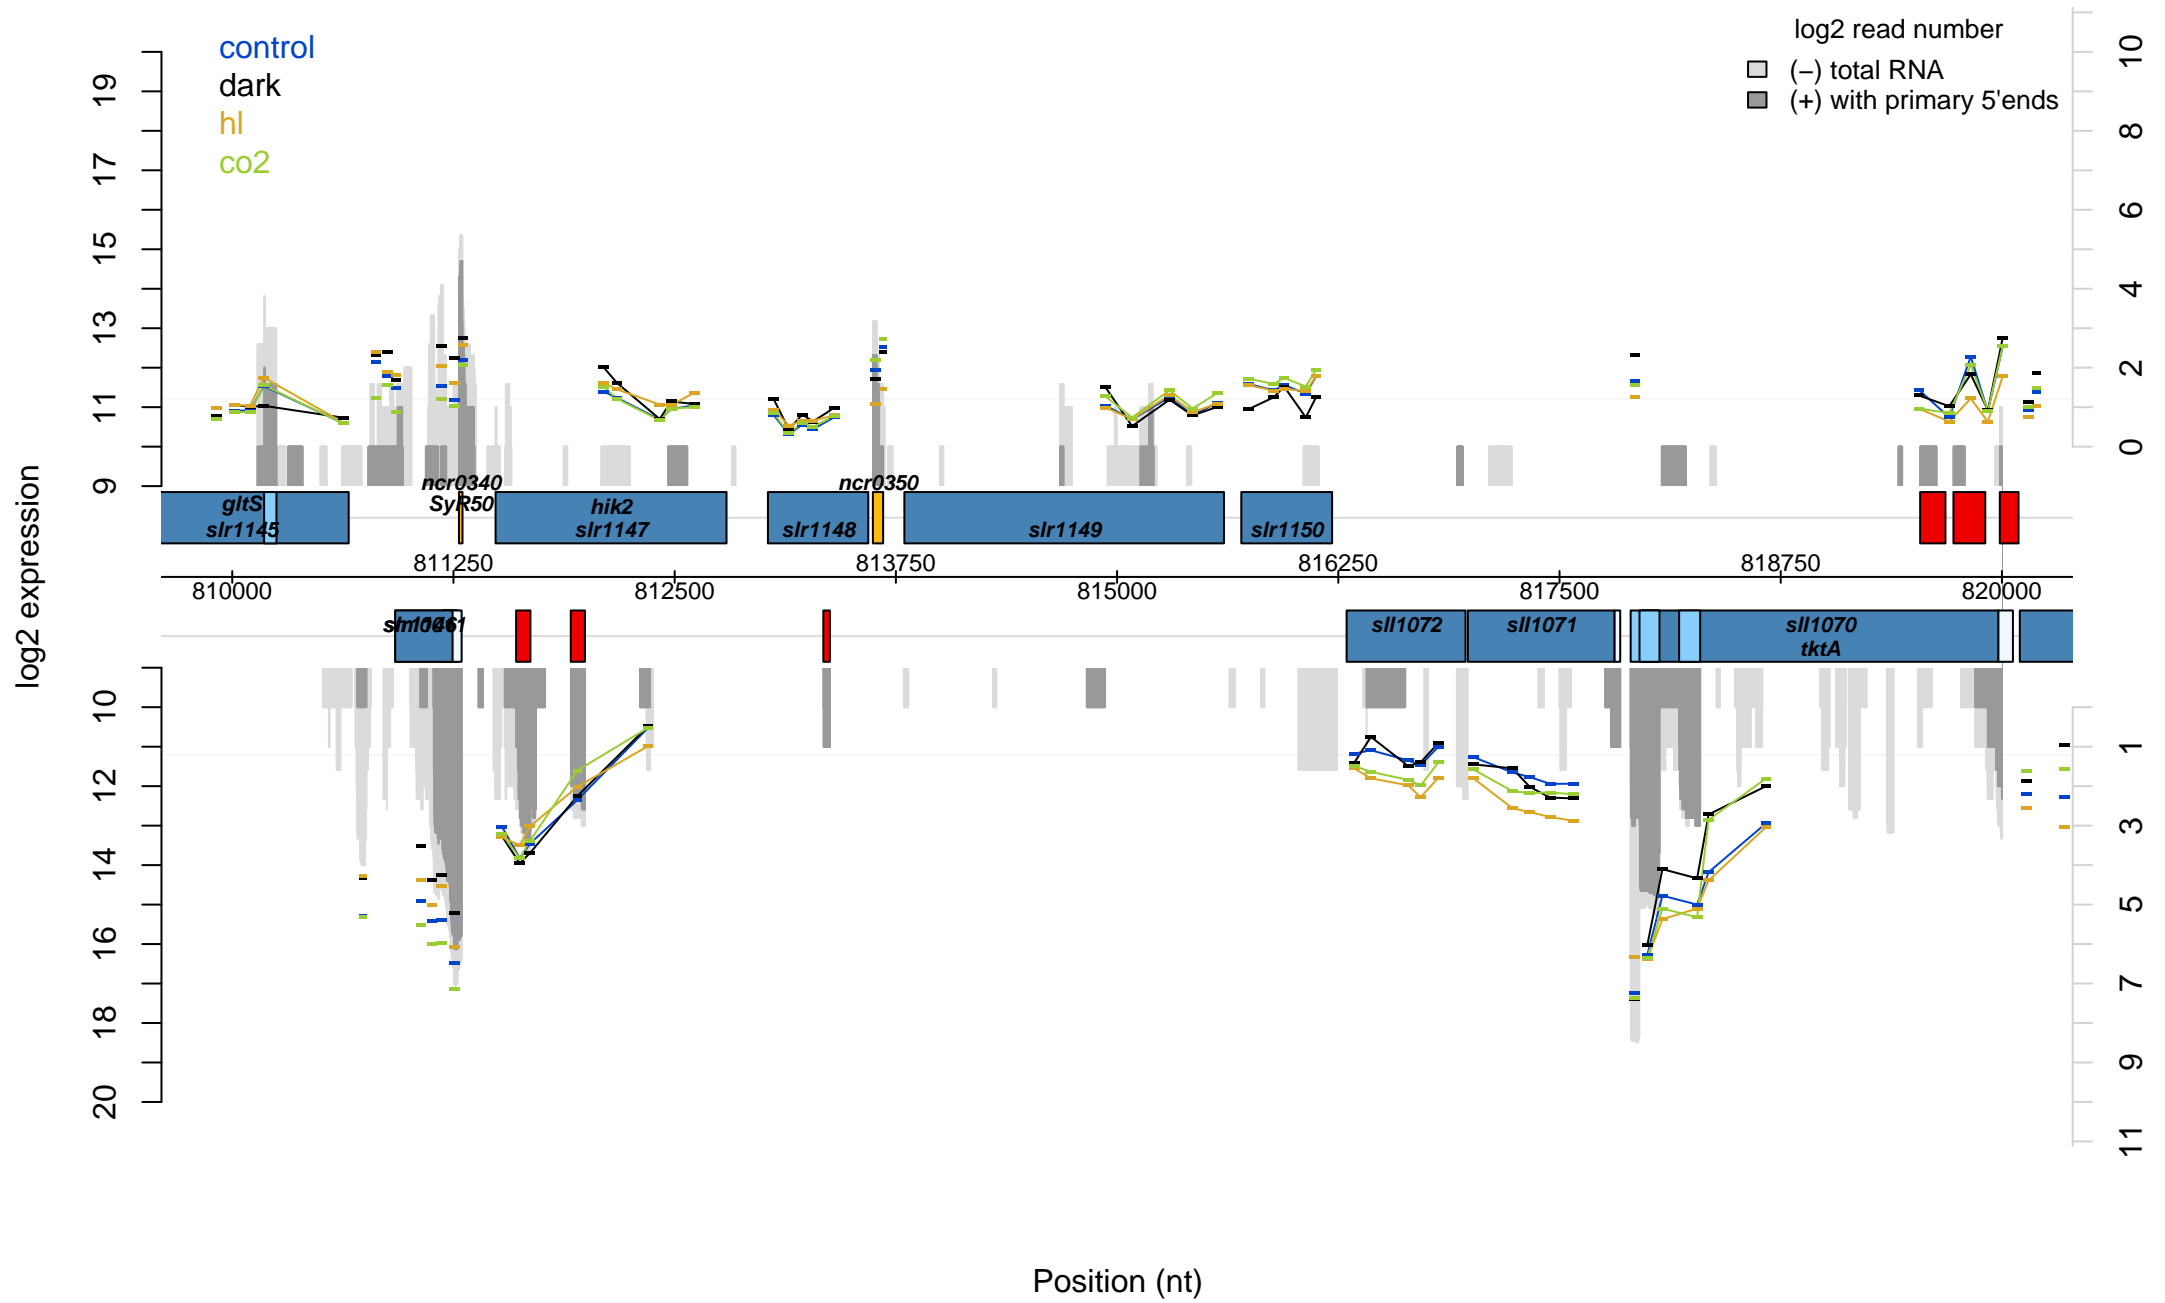 control
dark
hl
co2
log2 read number
(−) total RNA
(+) with primary 5'ends
19
17
15
13
11
9
10
8
6
4
2
0
log2 expression
ncr0340
SyR50
ncr0350
gltS
slr1145
hik2
slr1147
slr1148
slr1149
slr1150
811250
813750
816250
818750
810000
812500
815000
817500
820000
sll1072
sll1071
sll1070
tktA
10
12
14
16
18
20
1
3
5
7
9
11
Position (nt)